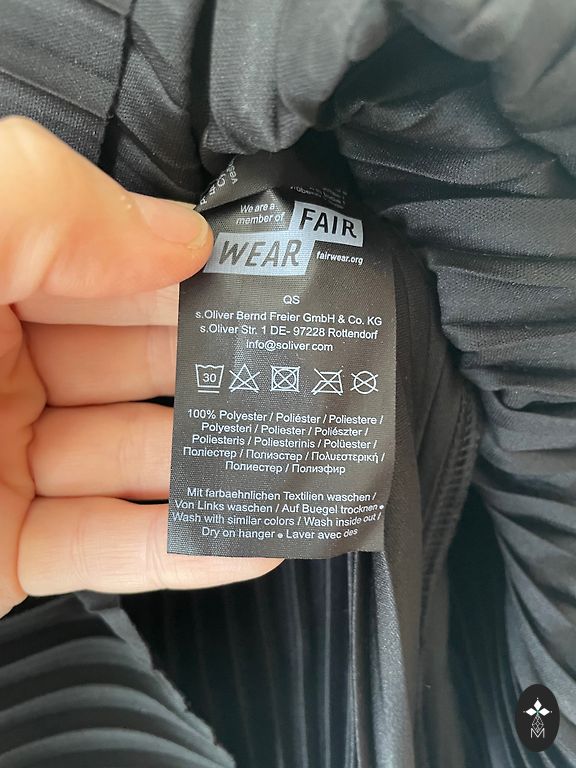 We are a
member of FAIR
WEAR fairwear.org
QS
s.Oliver Bernd Freier GmbH & Co. KG
s.Oliver Str. 1 DE- 97228 Rottendorf
info@soliver.com
30
100% Polyester / Poliéster / Poliestere /
Polyesteri / Poliester / Poliészter /
Poliesteris / Poliesterinis / Polüester /
Поліестер / Полиэстер / Πολυεστερική /
Полиестер / Полиэфир
Mit farbaehnlichen Textilien waschen /
Von Links waschen / Auf Buegel trocknen •
Wash with similar colors / Wash inside out /
Dry on hanger • Laver avec des
M